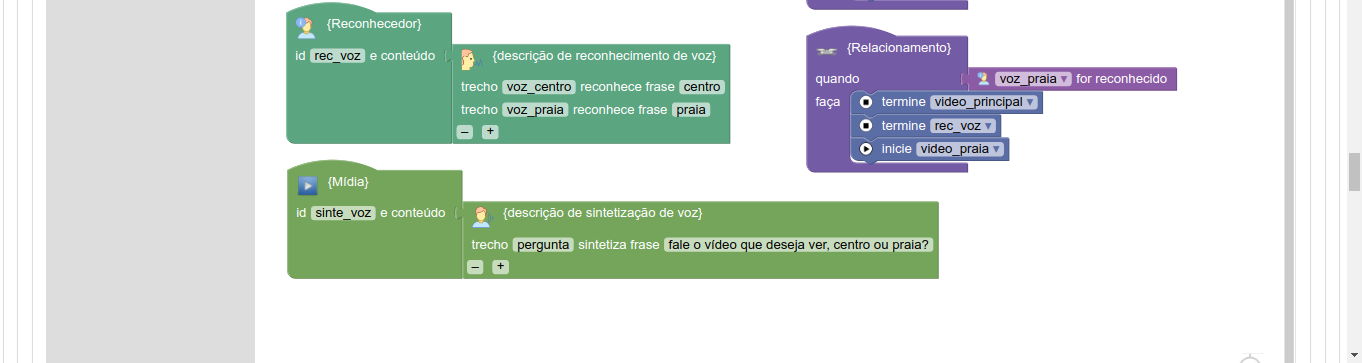 {Reconhecedor}
id rec_voz e conteúdo
{descrição de reconhecimento de voz}
trecho voz_centro reconhece frase centro
trecho voz_praia reconhece frase praia
– +
{Mídia}
id sinte_voz e conteúdo
{descrição de sintetização de voz}
trecho pergunta sintetiza frase fale o vídeo que deseja ver, centro ou praia?
– +
{Relacionamento}
quando voz_praia ▾ for reconhecido
faça termine video_principal ▾
termine rec_voz ▾
inicie video_praia ▾